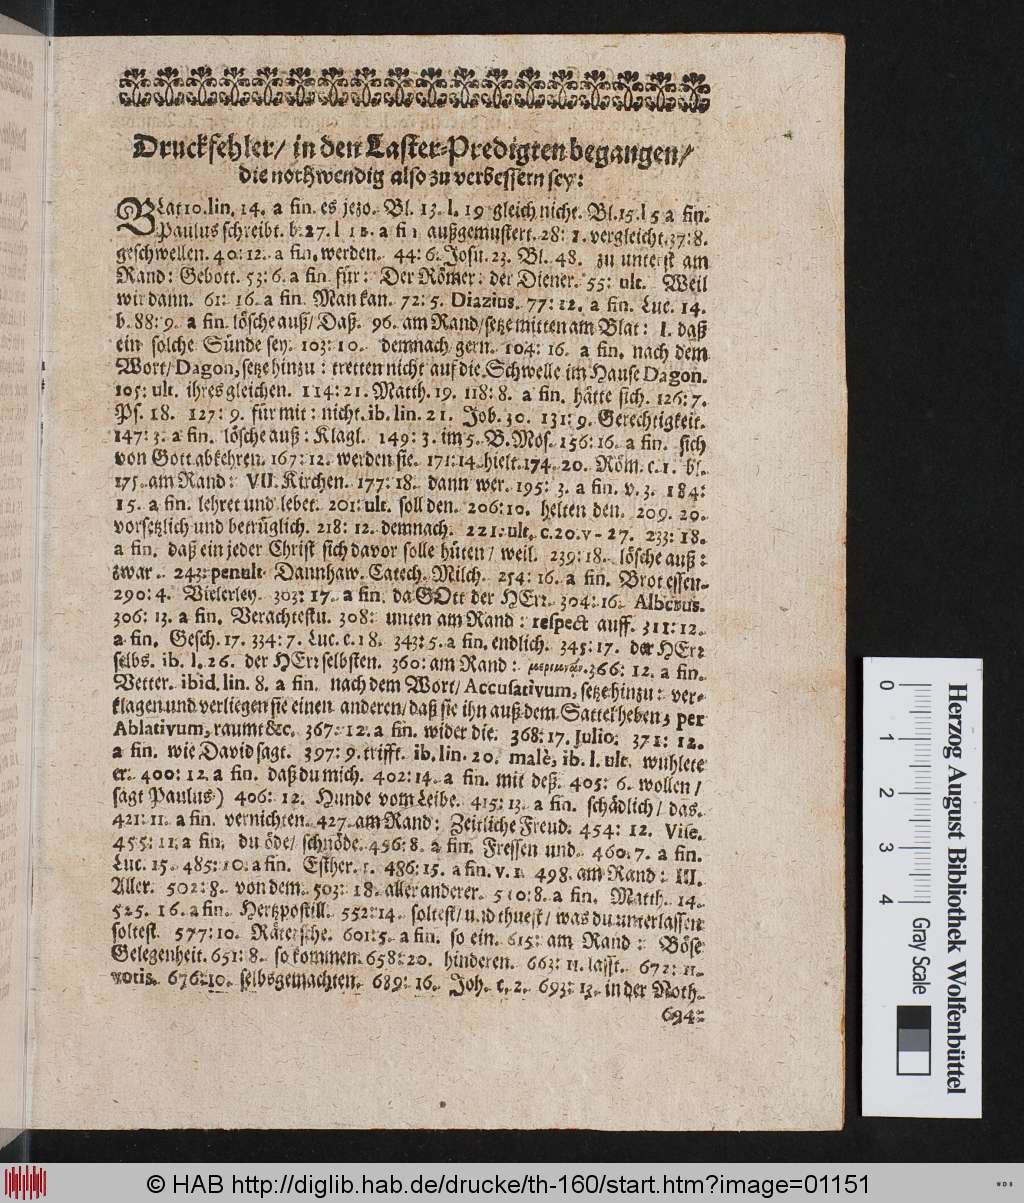 Druckfehler/ in den Laster-Predigten begangen/
die nothwendig also zu verbessern sey:
BLat 10. lin. 14. a fin. es jezo. Bl. 13. l. 19 gleich nicht. Bl. 15. l 5 a fin.
Paulus schreibt. b. 27. l 12. a fin außgemustert. 28: 1. vergleicht. 37: 8.
geschwellen. 40: 12. a fin. werden. 44: 6. Josu. 23. Bl. 48. zu unterst am
Rand: Gebott. 53: 6. a fin. für: Der Römer: der Diener. 55: ult. Weil
wir dann. 61: 16. a fin. Man kan. 72: 5. Diazius. 77: 12. a fin. Luc. 14.
b. 88: 9. a fin. lösche auß/ Daß. 96. am Rand/ setze mitten am Blat: l. daß
ein solche Sünde sey. 103: 10. demnach gern. 104: 16. a fin. nach dem
Wort/ Dagon, setze hinzu: tretten nicht auf die Schwelle im Hause Dagon.
105: ult. ihres gleichen. 114: 21. Matth. 19. 118: 8. a fin. hätte sich. 126: 7.
Ps. 18. 127: 9. für mit: nicht. ib. lin. 21. Job. 30. 131: 9. Gerechtigkeit.
147: 3. a fin. lösche auß: Klagl. 149: 3. im 5. B. Mos. 156: 16. a fin. sich
von Gott abkehren. 167: 12. werden sie. 171: 14. hielt. 174. 20. Röm. c. 1. bl.
175. am Rand: VII. Kirchen. 177: 18. dann wer. 195: 3. a fin. v. 3. 184:
15. a fin. lehret und lebet. 201: ult. soll den. 206: 10. helten den. 209. 20.
vorsetzlich und betrüglich. 218: 12. demnach. 221: ult. c. 20. v - 27. 233: 18.
a fin. daß ein jeder Christ sich davor solle hüten/ weil. 239: 18. lösche auß:
zwar. 243: penult. Dannhaw. Catech. Milch. 254: 16. a fin. Brot essen.
290: 4. Vielerley. 303: 17. a fin. da GOtt der HErr. 304: 16. Albertus.
306: 13. a fin. Verachtestu. 308: unten am Rand: respect auff. 311: 12.
a fin. Gesch. 17. 334: 7. Luc. c. 18. 343: 5. a fin. endlich. 345: 17. der HErr
selbs. ib. l. 26. der HErr selbsten. 360: am Rand: 366: 12. a fin.
Vetter. ibid. lin. 8. a fin. nach dem Wort/ Accusativum, setze hinzu: ver-
klagen und verliegen sie einen anderen/ daß sie ihn auß dem Sattel heben, per
Ablativum, raumt &c. 367: 12. a fin. wider die. 368: 17. Julio. 371: 12.
a fin. wie David sagt. 397: 9. trifft. ib. lin. 20. malè, ib. l. ult. wühlete
er. 400: 12. a fin. daß du mich. 402: 14. a fin. mit deß. 405: 6. wollen/
sagt Paulus) 406: 12. Hunde vom Leibe. 415: 13. a fin. schädlich/ das.
421: 11. a fin. vernichten. 427. am Rand: Zeitliche Freud. 454: 12. Vise.
455: 11. a fin. du öde/ schnöde. 456: 8. a fin. Fressen und. 460. 7. a fin.
Luc. 15. 485: 10. a fin. Esther. 1. 486: 15. a fin. v. 1. 498. am Rand: III.
Aller. 502: 8. von dem. 503: 18. aller anderer. 510: 8. a fin. Matth. 14.
525. 16. a fin. Hertzpostill. 552: 14. soltest/ und thuest/ was du unterlassen
soltest. 577: 10. Rätersche. 601: 5. a fin. so ein. 615: am Rand: Böse
Gelegenheit. 651: 8. so kommen. 658: 20. hinderen. 663: 11. lasst. 672: 11.
votis. 676: 10. selbsgemachten. 689: 16. Joh. c. 2. 693: 13. in der Noth.
694:
0 1 2 3 4
Gray Scale
Herzog August Bibliothek Wolfenbüttel
© HAB http://diglib.hab.de/drucke/th-160/start.htm?image=01151